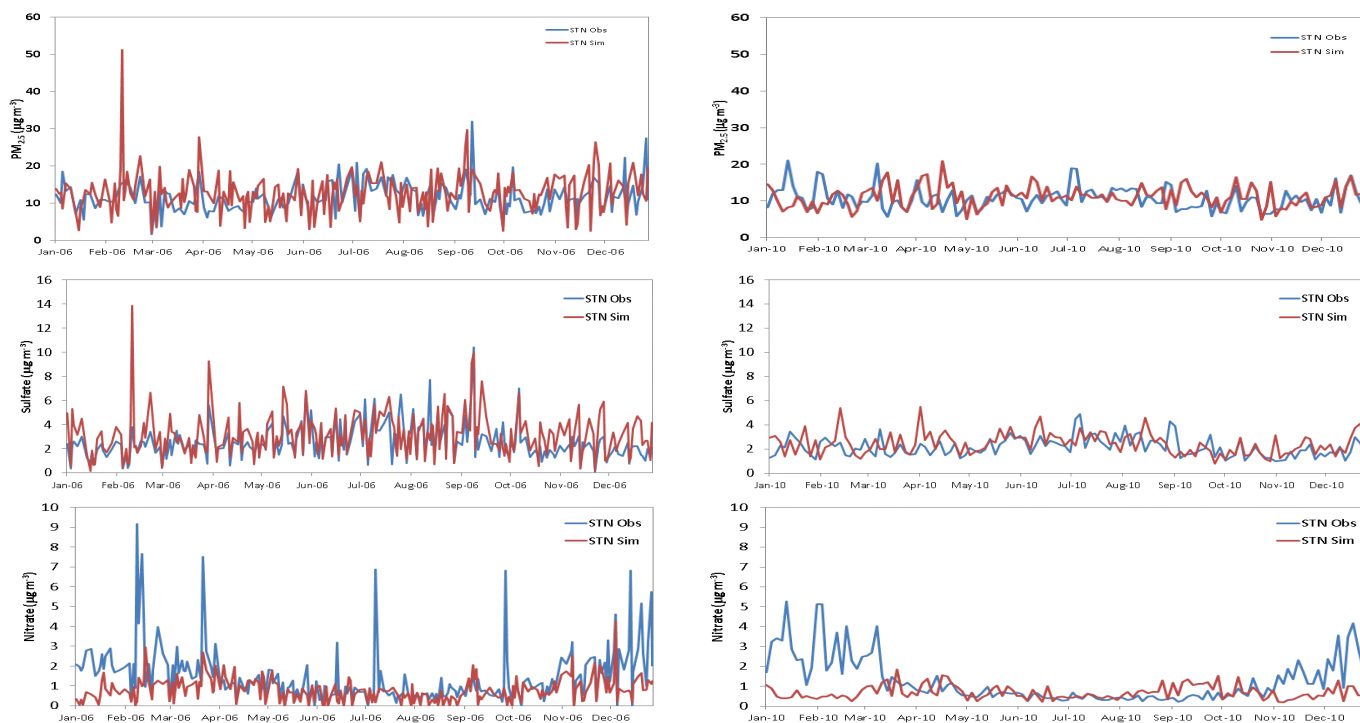 60
50
40
30
20
10
0
PM2.5 (µg m-3)
STN Obs
STN Sim
Jan-06 Feb-06 Mar-06 Apr-06 May-06 Jun-06 Jul-06 Aug-06 Sep-06 Oct-06 Nov-06 Dec-06
60
50
40
30
20
10
0
PM2.5 (µg m-3)
STN Obs
STN Sim
Jan-10 Feb-10 Mar-10 Apr-10 May-10 Jun-10 Jul-10 Aug-10 Sep-10 Oct-10 Nov-10 Dec-10
16
14
12
10
8
6
4
2
0
Sulfate (µg m-3)
STN Obs
STN Sim
Jan-06 Feb-06 Mar-06 Apr-06 May-06 Jun-06 Jul-06 Aug-06 Sep-06 Oct-06 Nov-06 Dec-06
16
14
12
10
8
6
4
2
0
Sulfate (µg m-3)
STN Obs
STN Sim
Jan-10 Feb-10 Mar-10 Apr-10 May-10 Jun-10 Jul-10 Aug-10 Sep-10 Oct-10 Nov-10 Dec-10
10
9
8
7
6
5
4
3
2
1
0
Nitrate (µg m-3)
STN Obs
STN Sim
Jan-06 Feb-06 Mar-06 Apr-06 May-06 Jun-06 Jul-06 Aug-06 Sep-06 Oct-06 Nov-06 Dec-06
10
9
8
7
6
5
4
3
2
1
0
Nitrate (µg m-3)
STN Obs
STN Sim
Jan-10 Feb-10 Mar-10 Apr-10 May-10 Jun-10 Jul-10 Aug-10 Sep-10 Oct-10 Nov-10 Dec-10